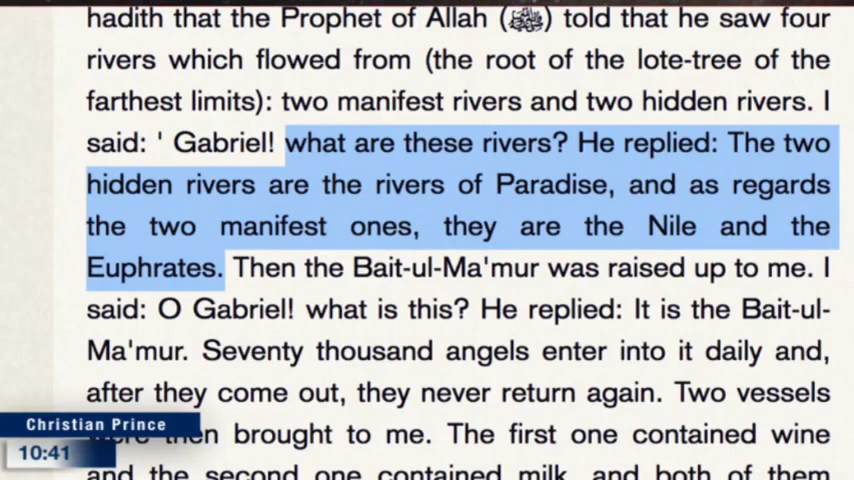 hadith that the Prophet of Allah (ﷺ) told that he saw four
rivers which flowed from (the root of the lote-tree of the
farthest limits): two manifest rivers and two hidden rivers. I
said: ' Gabriel! what are these rivers? He replied: The two
hidden rivers are the rivers of Paradise, and as regards
the two manifest ones, they are the Nile and the
Euphrates. Then the Bait-ul-Ma'mur was raised up to me. I
said: O Gabriel! what is this? He replied: It is the Bait-ul-
Ma'mur. Seventy thousand angels enter into it daily and,
after they come out, they never return again. Two vessels
were then brought to me. The first one contained wine
and the second one contained milk, and both of them
Christian Prince
10:41